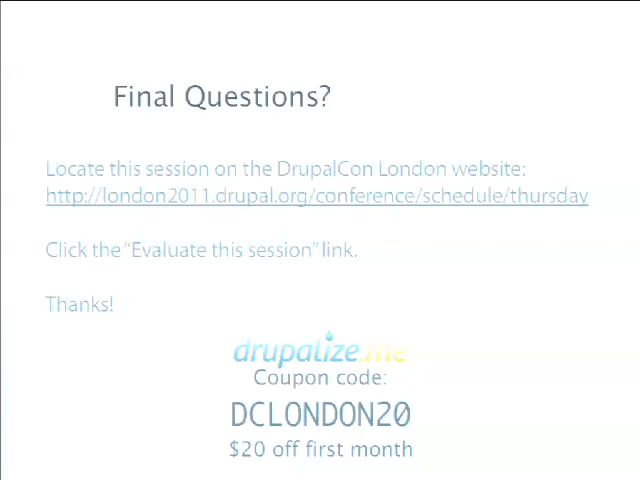 Final Questions?
Locate this session on the DrupalCon London website:
http://london2011.drupal.org/conference/schedule/thursday
Click the “Evaluate this session” link.
Thanks!
drupalize.me
Coupon code:
DCLONDON20
$20 off first month